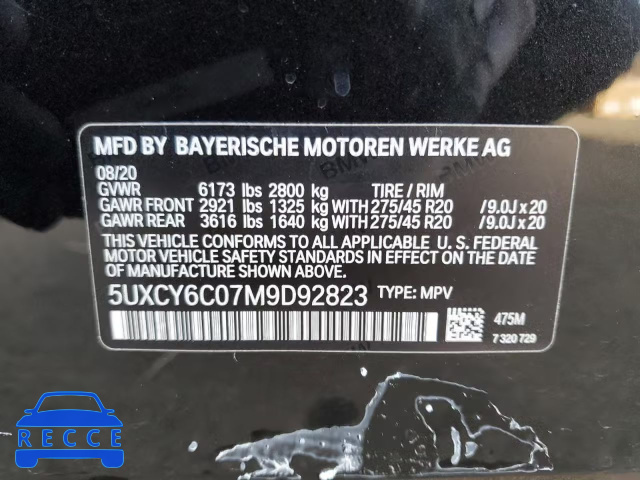 MFD BY BAYERISCHE MOTOREN WERKE AG
08/20
GVWR 6173 lbs 2800 kg TIRE / RIM
GAWR FRONT 2921 lbs 1325 kg WITH 275/45 R20 / 9.0J x 20
GAWR REAR 3616 lbs 1640 kg WITH 275/45 R20 / 9.0J x 20
THIS VEHICLE CONFORMS TO ALL APPLICABLE U. S. FEDERAL
MOTOR VEHICLE SAFETY STANDARDS IN EFFECT ON THE
DATE OF MANUFACTURE SHOWN ABOVE.
5UXCY6C07M9D92823 TYPE: MPV
475M
7 320 729
RECCE